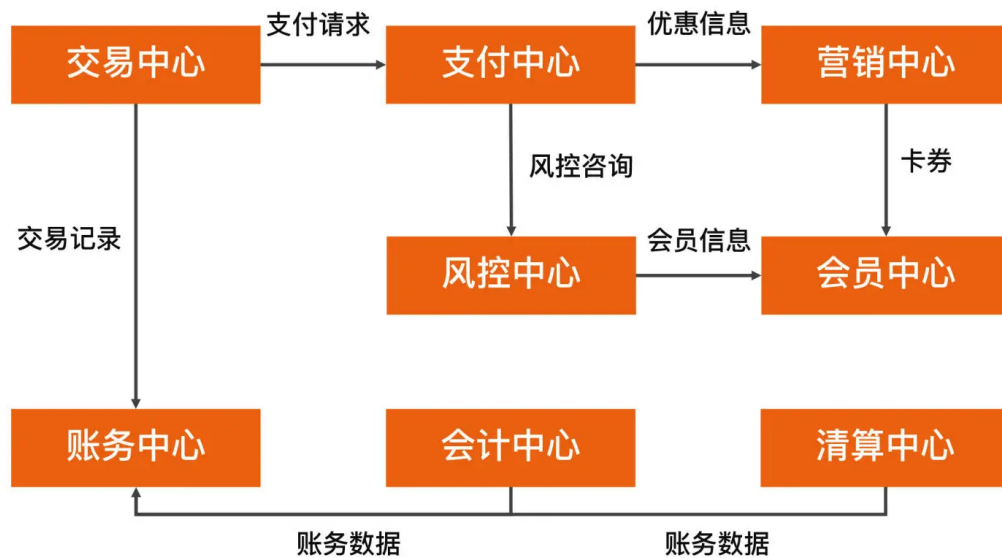 支付请求
优惠信息
交易中心
支付中心
营销中心
风控咨询
卡券
交易记录
会员信息
风控中心
会员中心
账务中心
会计中心
清算中心
账务数据
账务数据